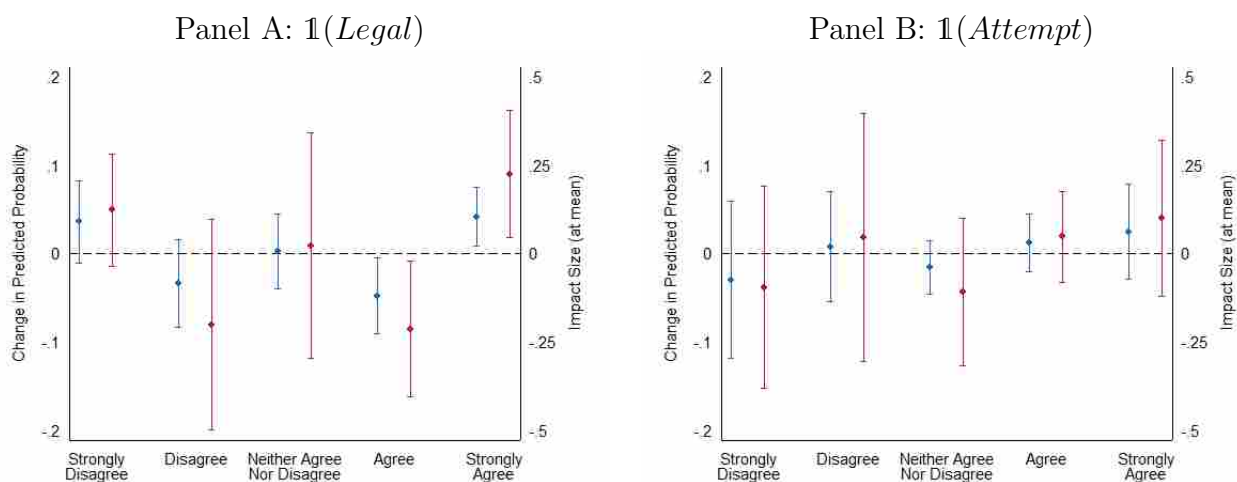 Panel A: 𝟙(Legal)
Change in Predicted Probability
.2
.1
0
-.1
-.2
.5
.25
0
-.25
-.5
Impact Size (at mean)
Strongly
Disagree
Disagree
Neither Agree
Nor Disagree
Agree
Strongly
Agree
Panel B: 𝟙(Attempt)
Change in Predicted Probability
.2
.1
0
-.1
-.2
.5
.25
0
-.25
-.5
Impact Size (at mean)
Strongly
Disagree
Disagree
Neither Agree
Nor Disagree
Agree
Strongly
Agree